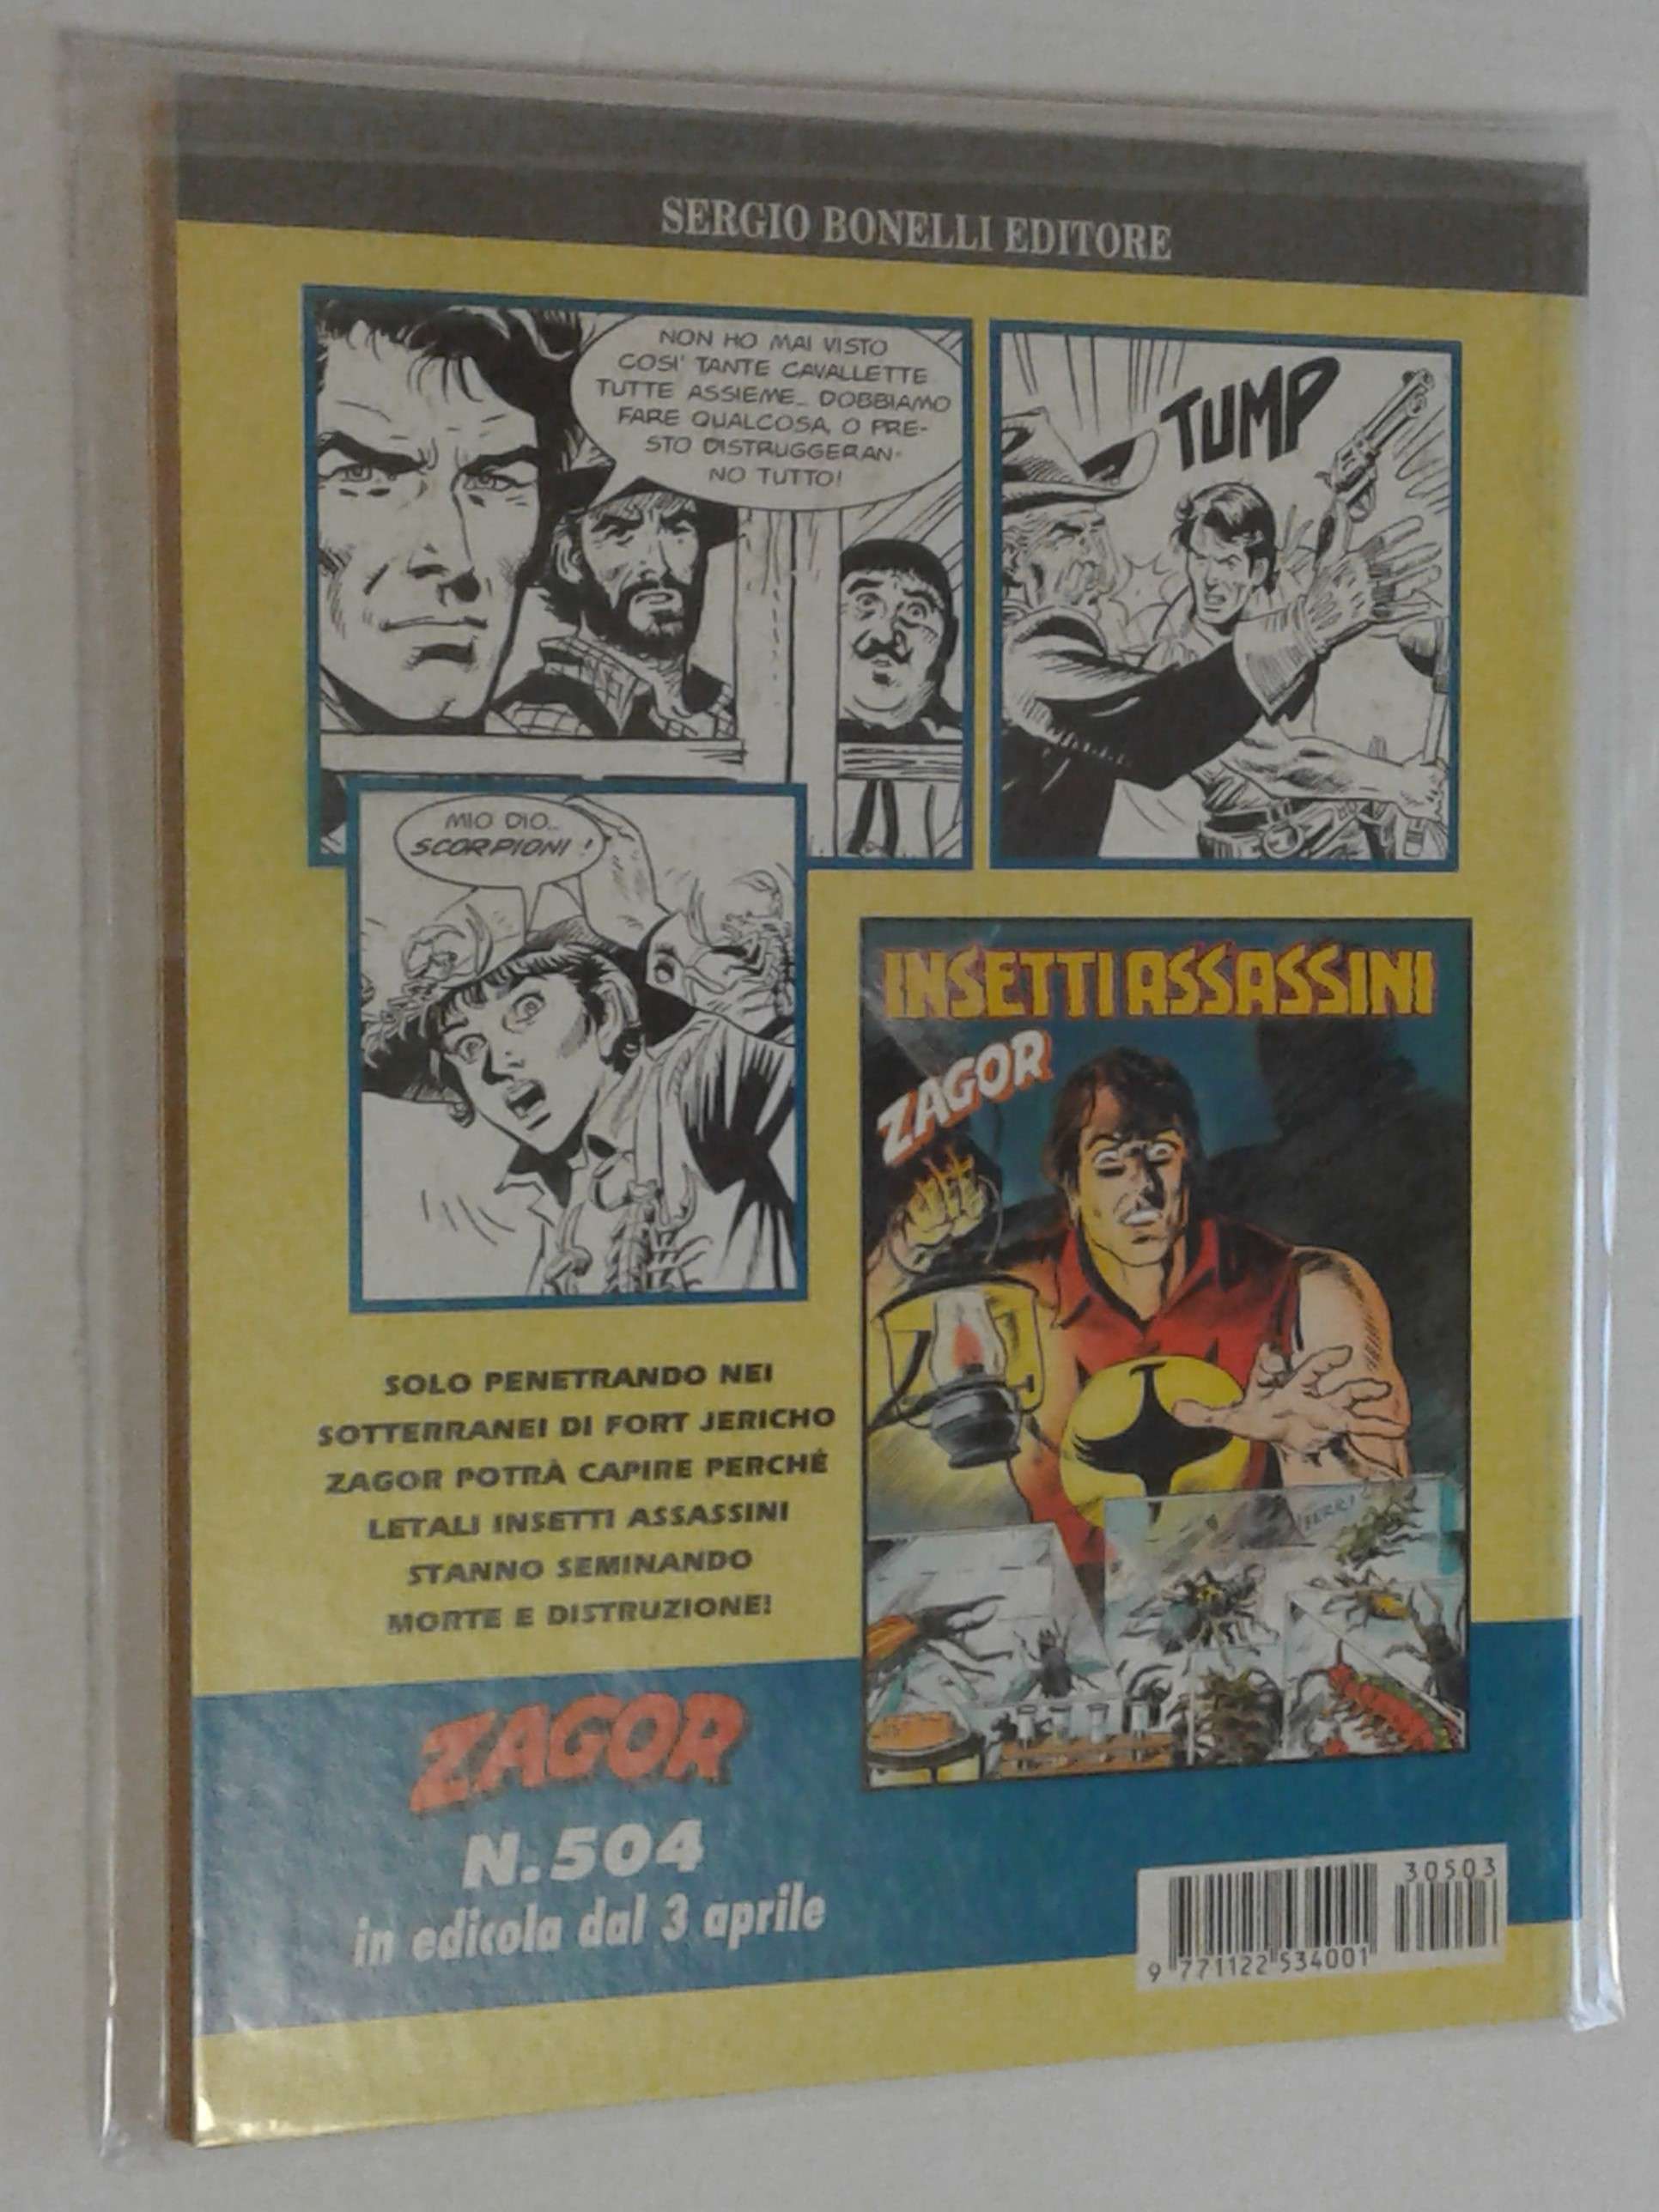 SERGIO BONELLI EDITORE
NON HO MAI VISTO
COSI' TANTE CAVALLETTE
TUTTE ASSIEME... DOBBIAMO
FARE QUALCOSA, O PRE-
STO DISTRUGGERAN-
NO TUTTO!
TUMP
MIO DIO...
SCORPIONI!
INSETTI ASSASSINI
ZAGOR
FERRI
SOLO PENETRANDO NEI
SOTTERRANEI DI FORT JERICHO
ZAGOR POTRÀ CAPIRE PERCHÉ
LETALI INSETTI ASSASSINI
STANNO SEMINANDO
MORTE E DISTRUZIONE!
ZAGOR
N.504
in edicola dal 3 aprile
30503
9 771122 534001